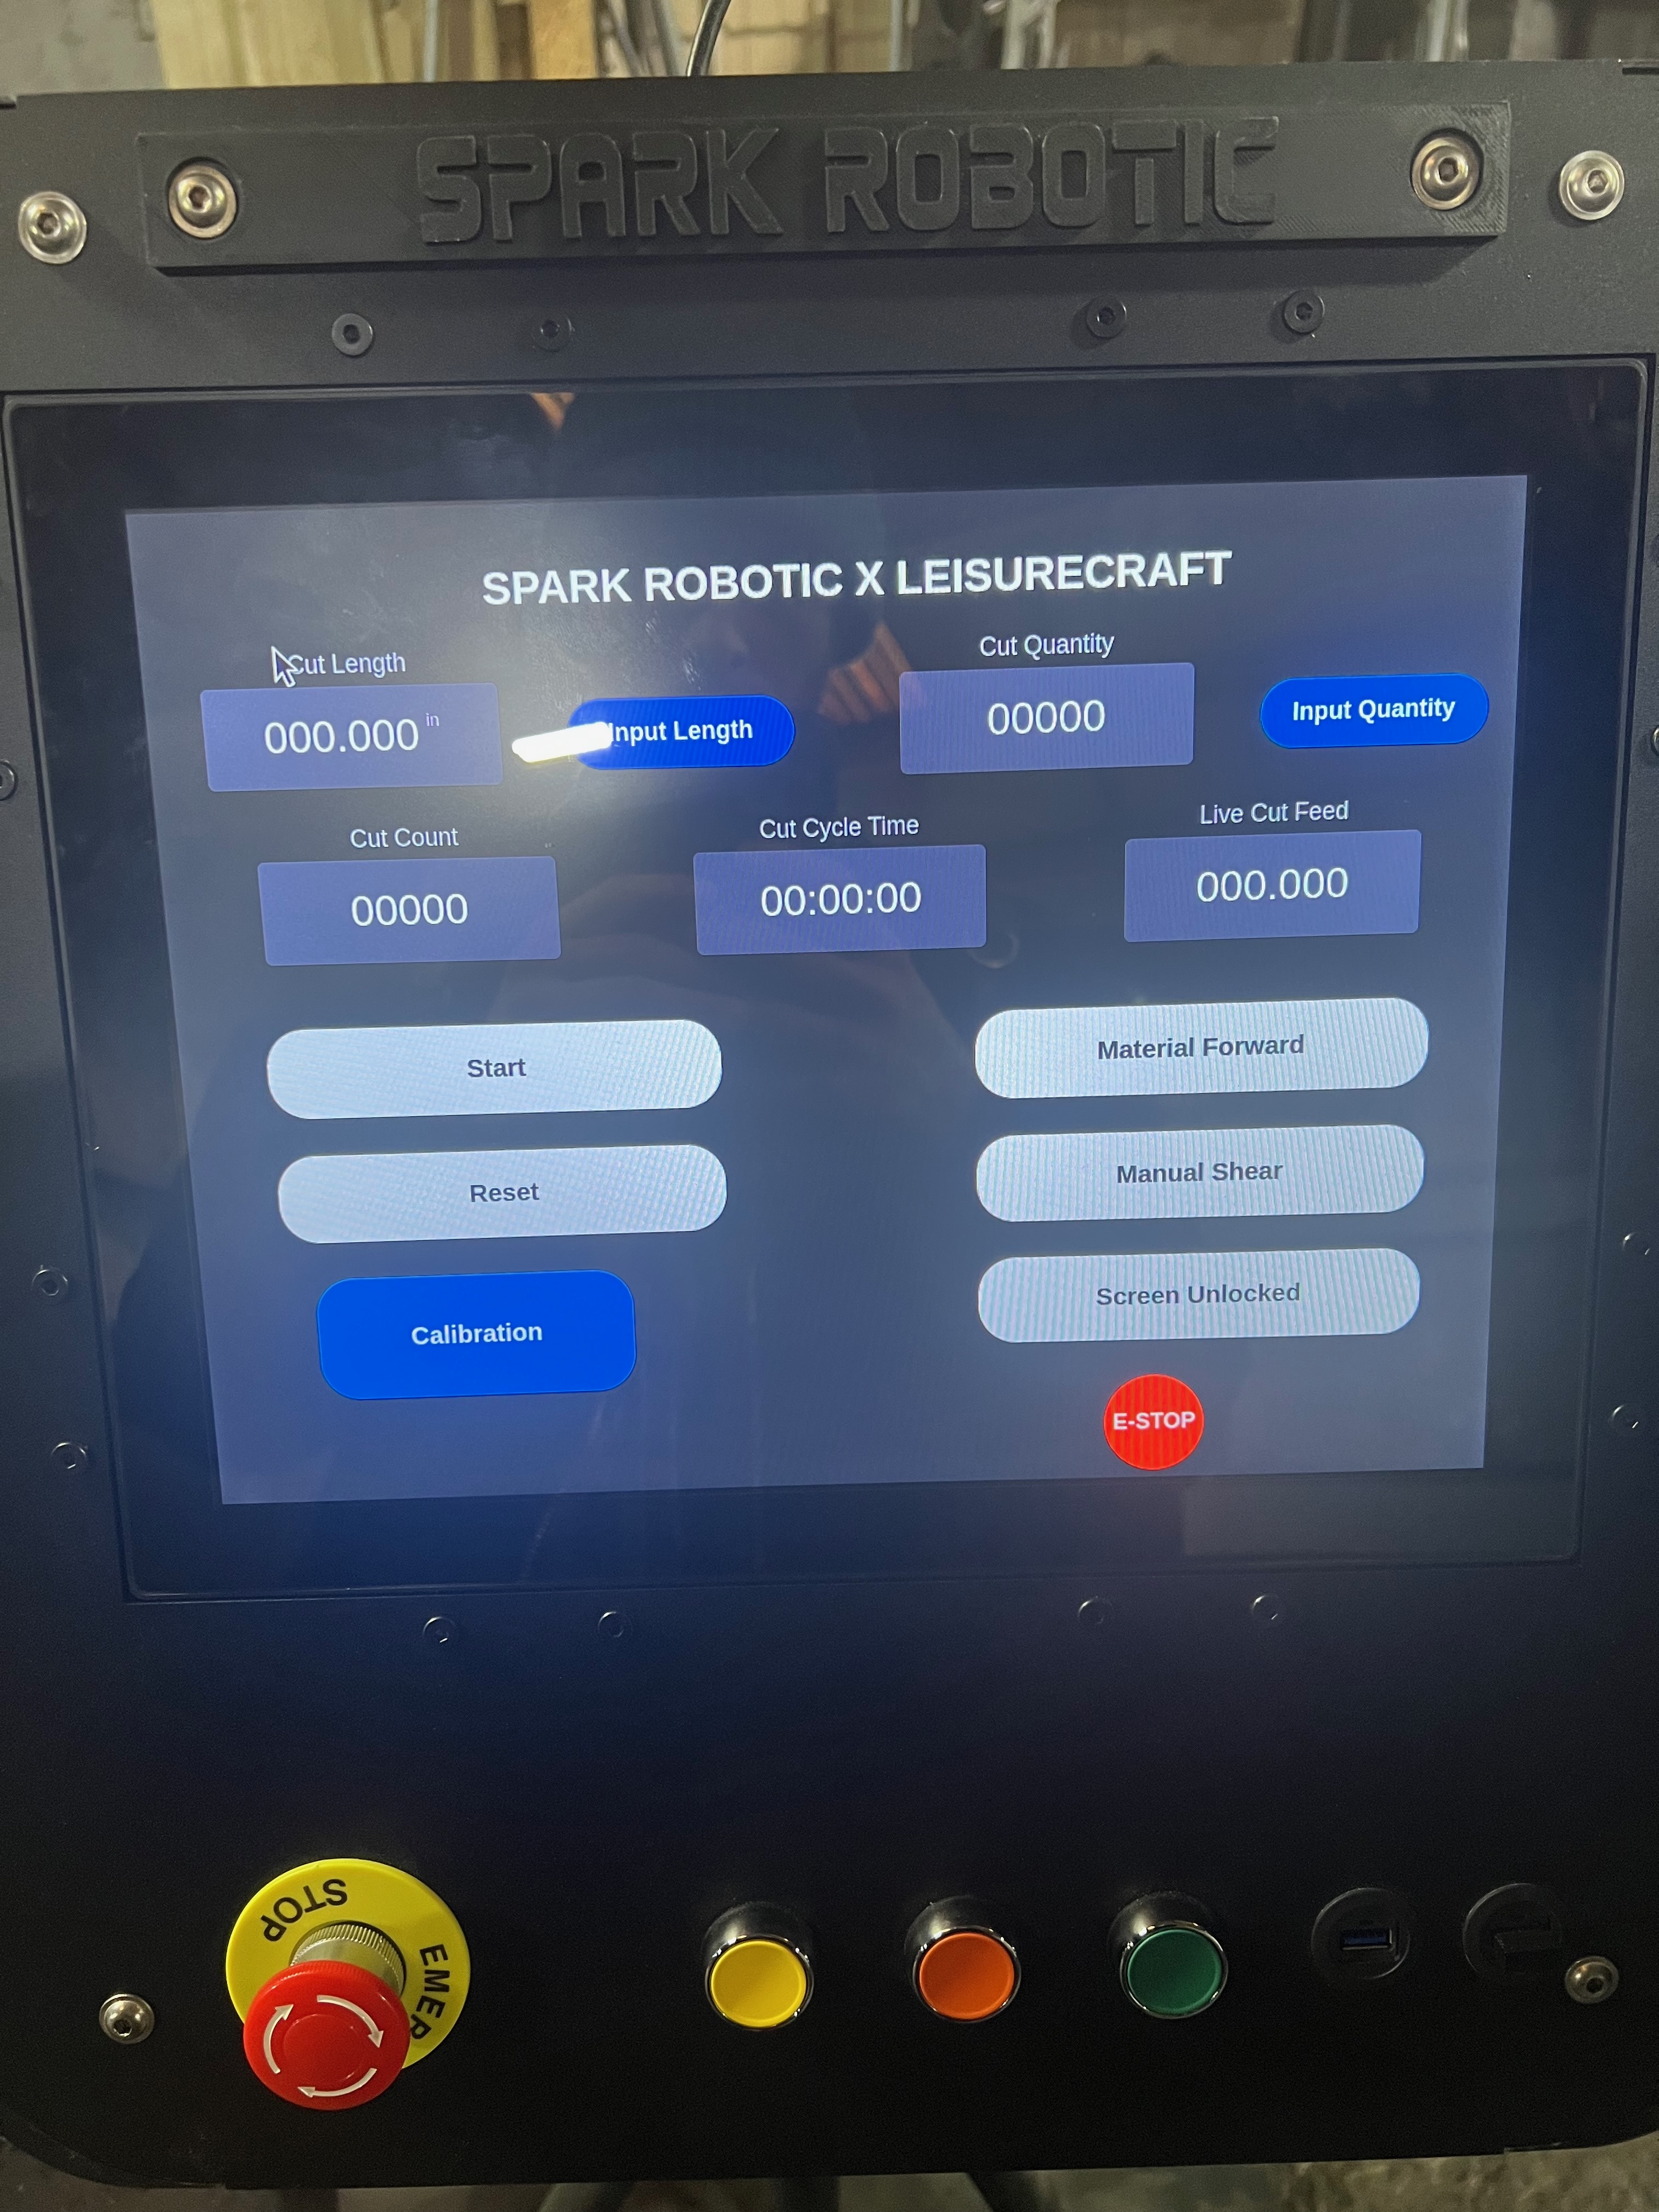 SPARK ROBOTIC
SPARK ROBOTIC X LEISURECRAFT
Cut Length
000.000 in
Input Length
Cut Quantity
00000
Input Quantity
Cut Count
00000
Cut Cycle Time
00:00:00
Live Cut Feed
000.000
Start
Material Forward
Reset
Manual Shear
Calibration
Screen Unlocked
E-STOP
STOP
EMER